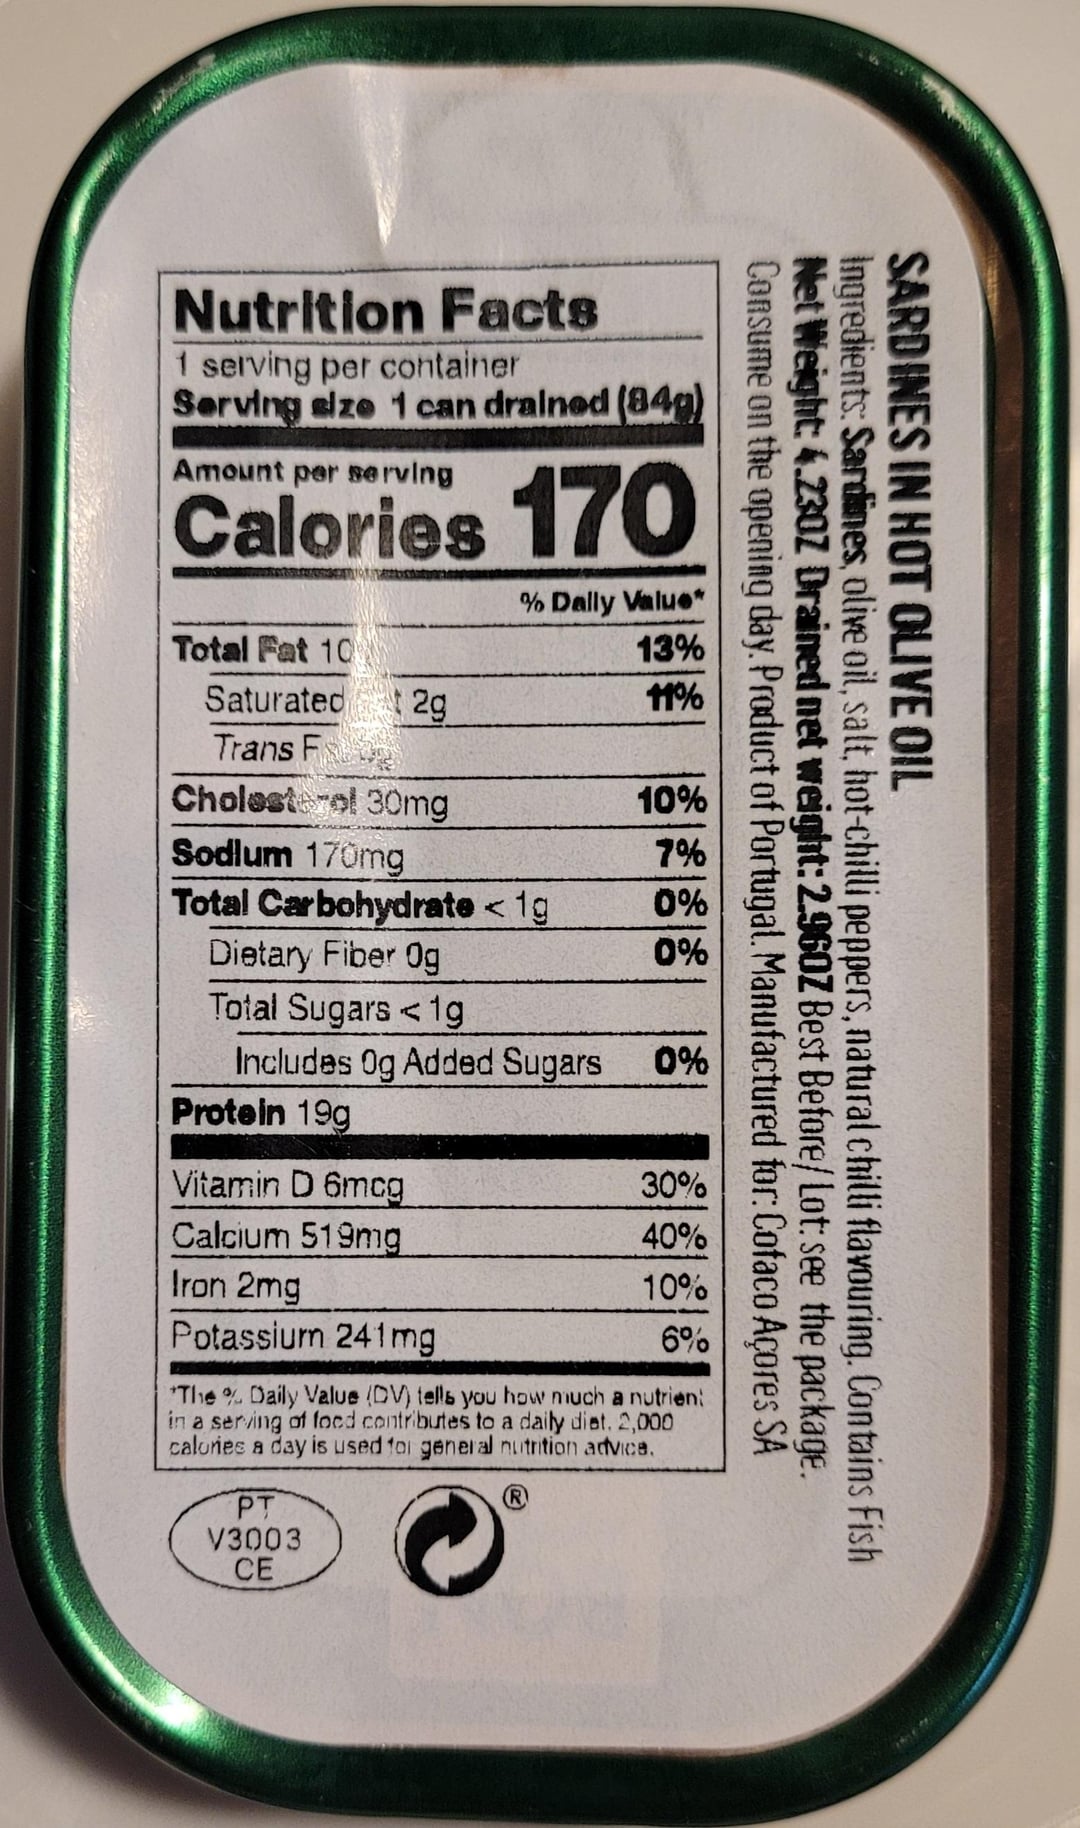 Nutrition Facts
1 serving per container
Serving size 1 can drained (84g)
Amount per serving
Calories 170
% Daily Value*
Total Fat 10 13%
Saturated 2g 11%
Trans
Cholesterol 30mg 10%
Sodium 170mg 7%
Total Carbohydrate < 1g 0%
Dietary Fiber 0g 0%
Total Sugars < 1g
Includes 0g Added Sugars 0%
Protein 19g
Vitamin D 6mcg 30%
Calcium 519mg 40%
Iron 2mg 10%
Potassium 241mg 6%
*The % Daily Value (DV) tells you how much a nutrient
in a serving of food contributes to a daily diet. 2,000
calories a day is used for general nutrition advice.
PT
V3003
CE
®
SARDINES IN HOT OLIVE OIL
Ingredients: Sardines, olive oil, salt, hot-chilli peppers, natural chilli flavouring. Contains Fish
Net Weight: 4.23OZ Drained net weight: 2.96OZ Best Before/ Lot: see the package.
Consume on the opening day. Product of Portugal. Manufactured for: Cofaco Açores SA